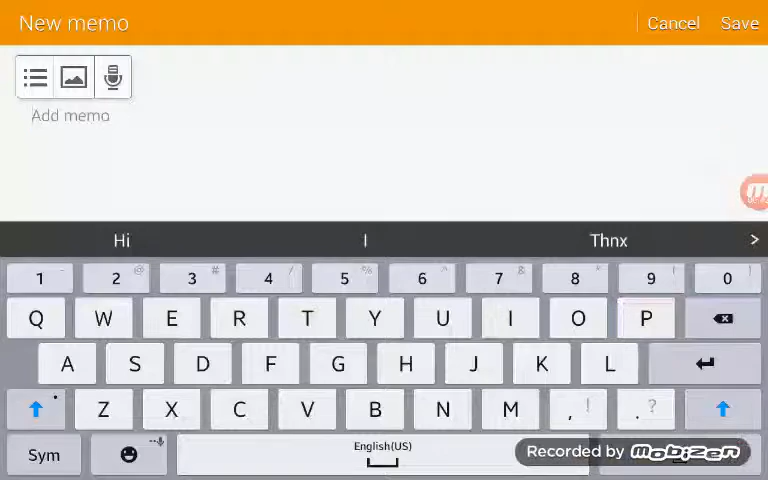 New memo Cancel Save
Add memo
Hi I Thnx >
1 - 2 @ 3 # 4 / 5 % 6 ^ 7 & 8 * 9 ( 0 )
Q W E R T Y U I O P
A S D F G H J K L
Z X C V B N M , ! . ?
Sym English(US) Recorded by mobizen